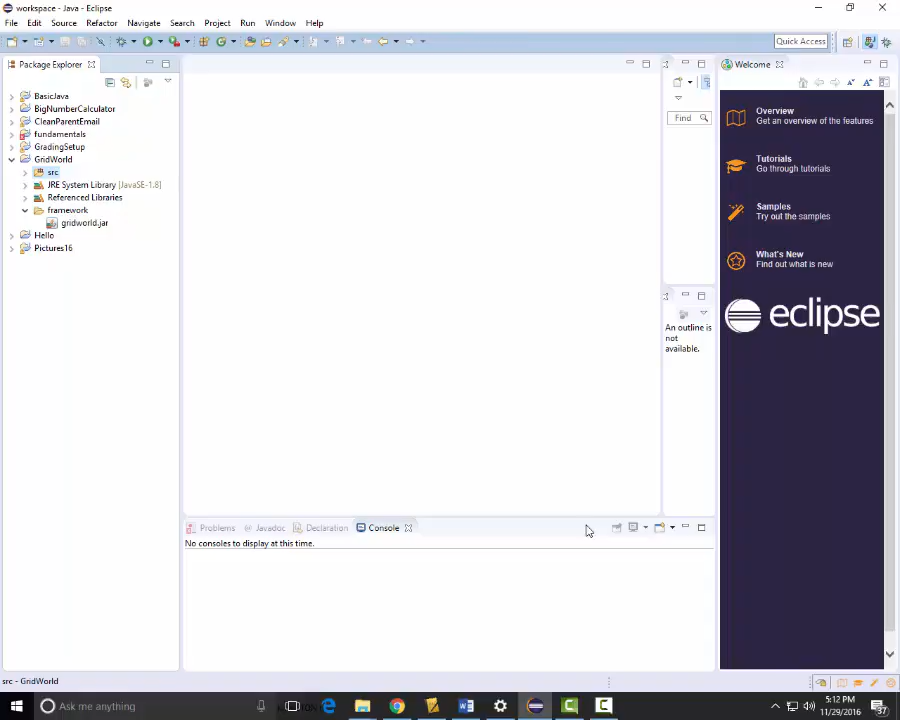 workspace - Java - Eclipse
File Edit Source Refactor Navigate Search Project Run Window Help
Quick Access
Package Explorer
Welcome
BasicJava
BigNumberCalculator
CleanParentEmail
fundamentals
GradingSetup
GridWorld
src
JRE System Library [JavaSE-1.8]
Referenced Libraries
framework
gridworld.jar
Hello
Pictures16
Find
An outline is
not
available.
Overview
Get an overview of the features
Tutorials
Go through tutorials
Samples
Try out the samples
What's New
Find out what is new
eclipse
Problems Javadoc Declaration Console
No consoles to display at this time.
src - GridWorld
Ask me anything
5:12 PM
11/29/2016
37